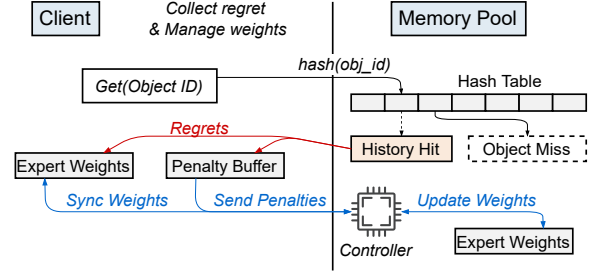 Client
Collect regret
& Manage weights
Memory Pool
hash(obj_id)
Get(Object ID)
Hash Table
Regrets
History Hit
Object Miss
Expert Weights
Penalty Buffer
Sync Weights
Send Penalties
Update Weights
Controller
Expert Weights